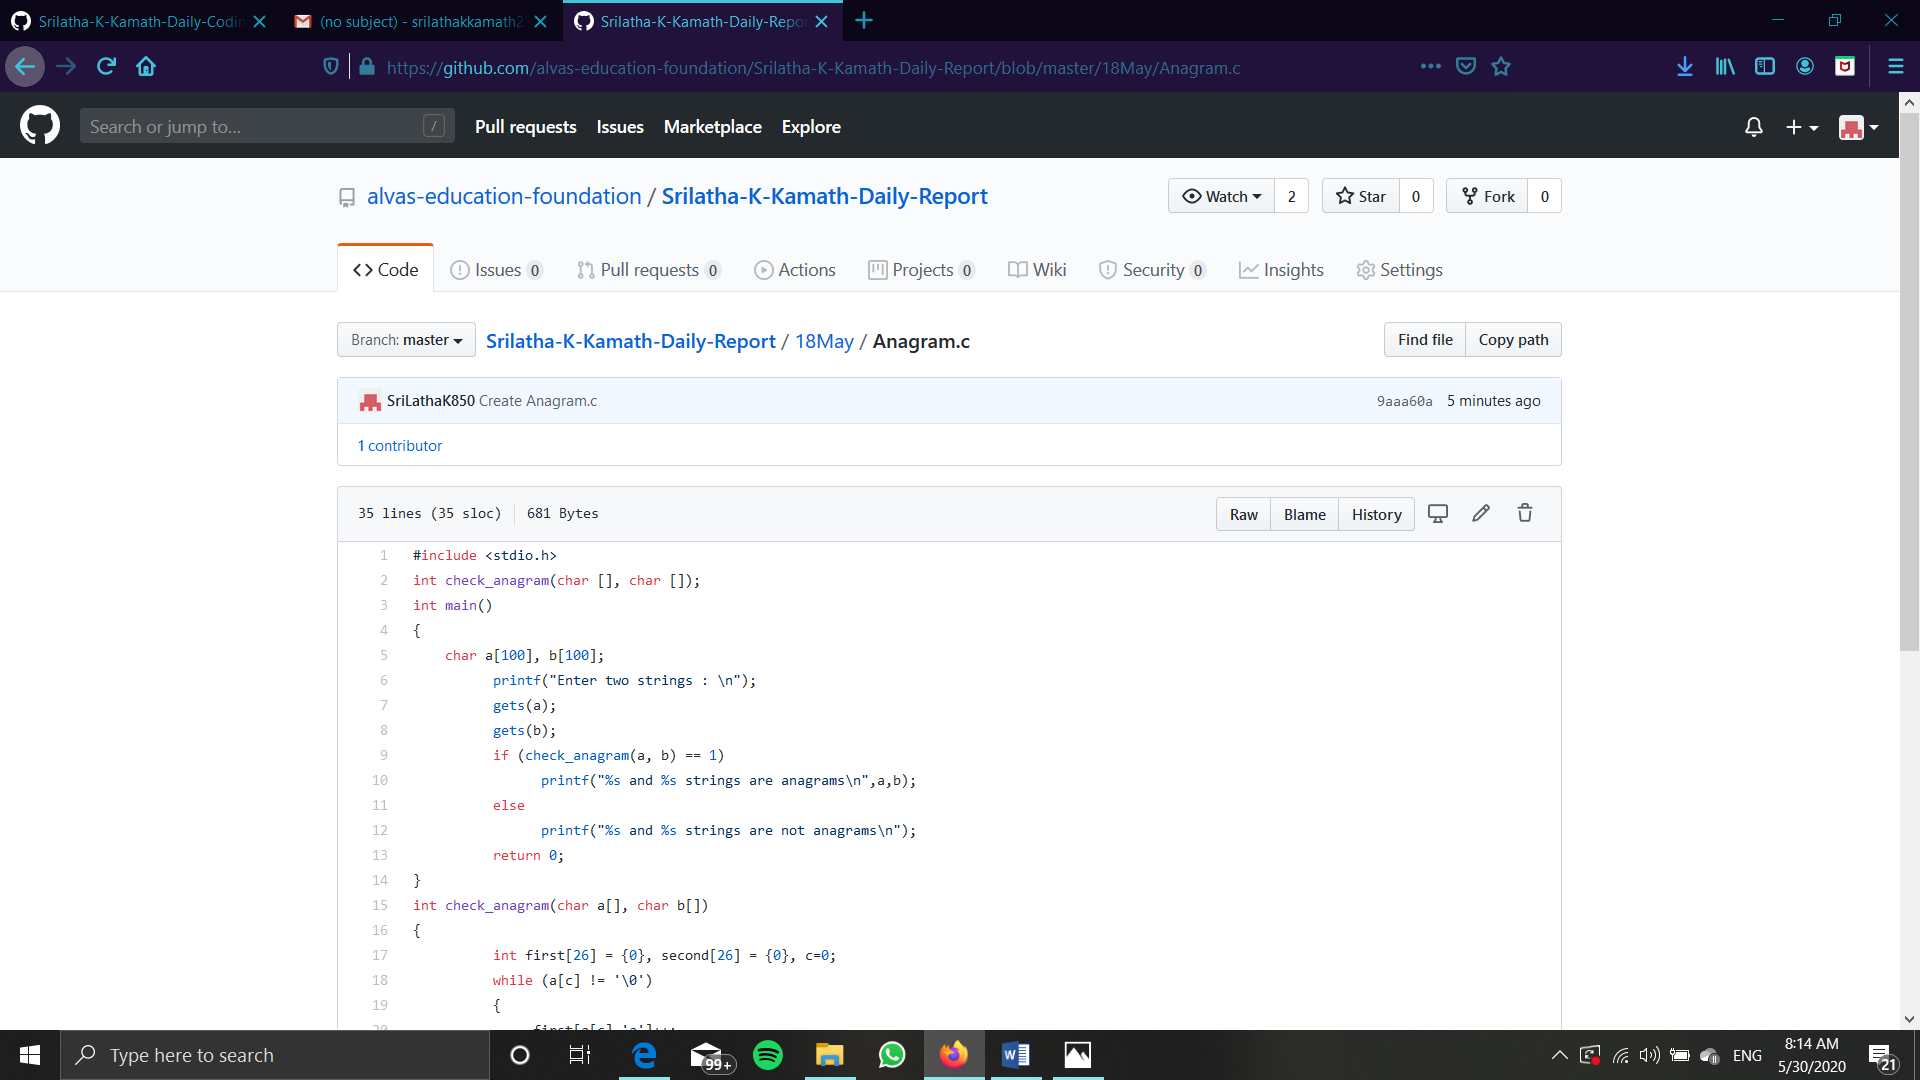 Srilatha-K-Kamath-Daily-Codin
(no subject) - srilathakkamath2
Srilatha-K-Kamath-Daily-Repo
https://github.com/alvas-education-foundation/Srilatha-K-Kamath-Daily-Report/blob/master/18May/Anagram.c
Search or jump to... /
Pull requests Issues Marketplace Explore
alvas-education-foundation / Srilatha-K-Kamath-Daily-Report
Watch 2 Star 0 Fork 0
Code Issues 0 Pull requests 0 Actions Projects 0 Wiki Security 0 Insights Settings
Branch: master Srilatha-K-Kamath-Daily-Report / 18May / Anagram.c Find file Copy path
SriLathaK850 Create Anagram.c 9aaa60a 5 minutes ago
1 contributor
35 lines (35 sloc) 681 Bytes Raw Blame History
1 #include <stdio.h>
2 int check_anagram(char [], char []);
3 int main()
4 {
5 char a[100], b[100];
6 printf("Enter two strings : \n");
7 gets(a);
8 gets(b);
9 if (check_anagram(a, b) == 1)
10 printf("%s and %s strings are anagrams\n",a,b);
11 else
12 printf("%s and %s strings are not anagrams\n");
13 return 0;
14 }
15 int check_anagram(char a[], char b[])
16 {
17 int first[26] = {0}, second[26] = {0}, c=0;
18 while (a[c] != '\0')
19 {
20 first[a[c]-'a']++;
Type here to search
99+
ENG
8:14 AM
5/30/2020
21